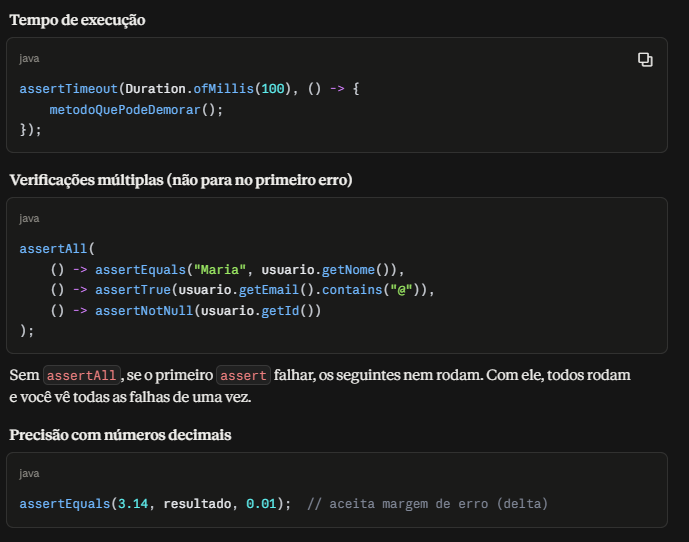 Tempo de execução
java
assertTimeout(Duration.ofMillis(100), () -> {
    metodoQuePodeDemorar();
});
Verificações múltiplas (não para no primeiro erro)
java
assertAll(
    () -> assertEquals("Maria", usuario.getNome()),
    () -> assertTrue(usuario.getEmail().contains("@")),
    () -> assertNotNull(usuario.getId())
);
Sem assertAll, se o primeiro assert falhar, os seguintes nem rodam. Com ele, todos rodam
e você vê todas as falhas de uma vez.
Precisão com números decimais
java
assertEquals(3.14, resultado, 0.01);  // aceita margem de erro (delta)